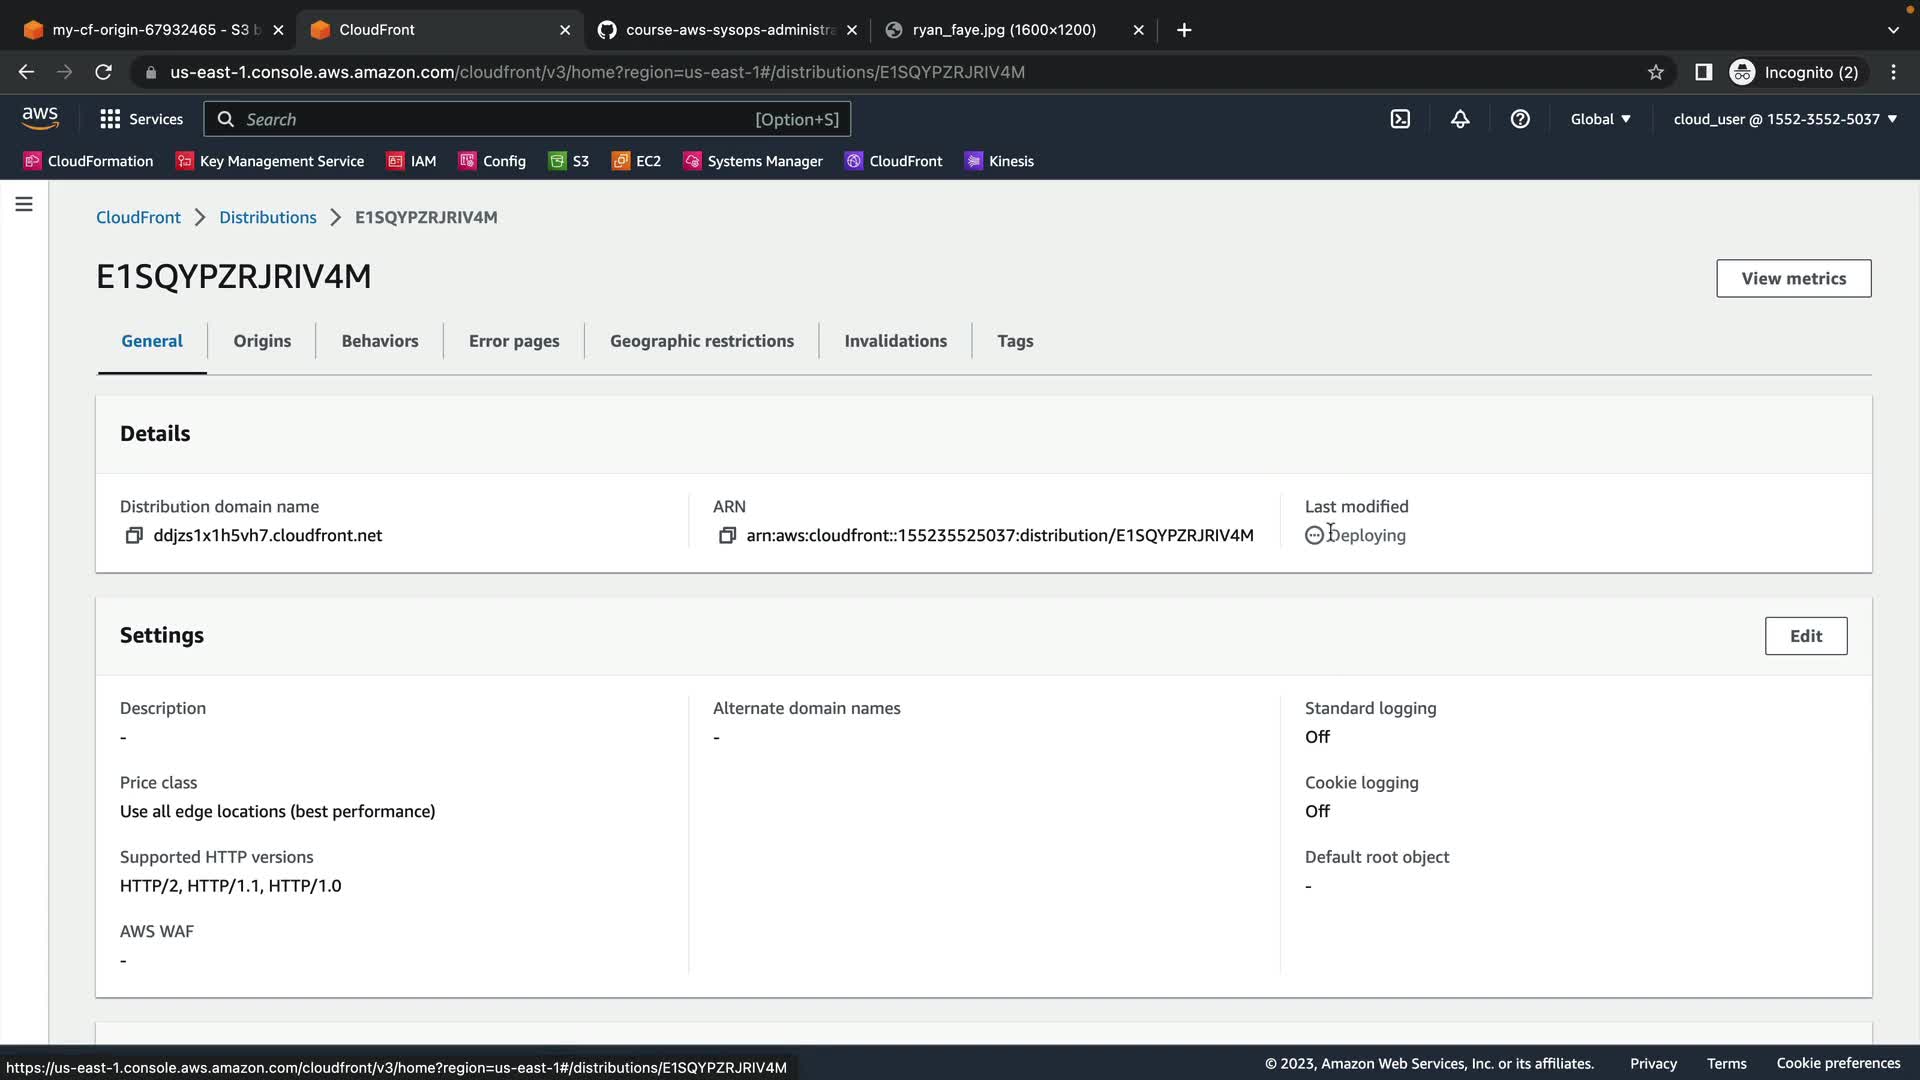 my-cf-origin-67932465 - S3 b
CloudFront
course-aws-sysops-administra
ryan_faye.jpg (1600×1200)
us-east-1.console.aws.amazon.com/cloudfront/v3/home?region=us-east-1#/distributions/E1SQYPZRJRIV4M
Incognito (2)
aws
Services
Search
[Option+S]
Global
cloud_user @ 1552-3552-5037
CloudFormation
Key Management Service
IAM
Config
S3
EC2
Systems Manager
CloudFront
Kinesis
CloudFront
Distributions
E1SQYPZRJRIV4M
E1SQYPZRJRIV4M
View metrics
General
Origins
Behaviors
Error pages
Geographic restrictions
Invalidations
Tags
Details
Distribution domain name
ddjzs1x1h5vh7.cloudfront.net
ARN
arn:aws:cloudfront::155235525037:distribution/E1SQYPZRJRIV4M
Last modified
Deploying
Settings
Edit
Description
-
Price class
Use all edge locations (best performance)
Supported HTTP versions
HTTP/2, HTTP/1.1, HTTP/1.0
AWS WAF
-
Alternate domain names
-
Standard logging
Off
Cookie logging
Off
Default root object
-
https://us-east-1.console.aws.amazon.com/cloudfront/v3/home?region=us-east-1#/distributions/E1SQYPZRJRIV4M
© 2023, Amazon Web Services, Inc. or its affiliates.
Privacy
Terms
Cookie preferences